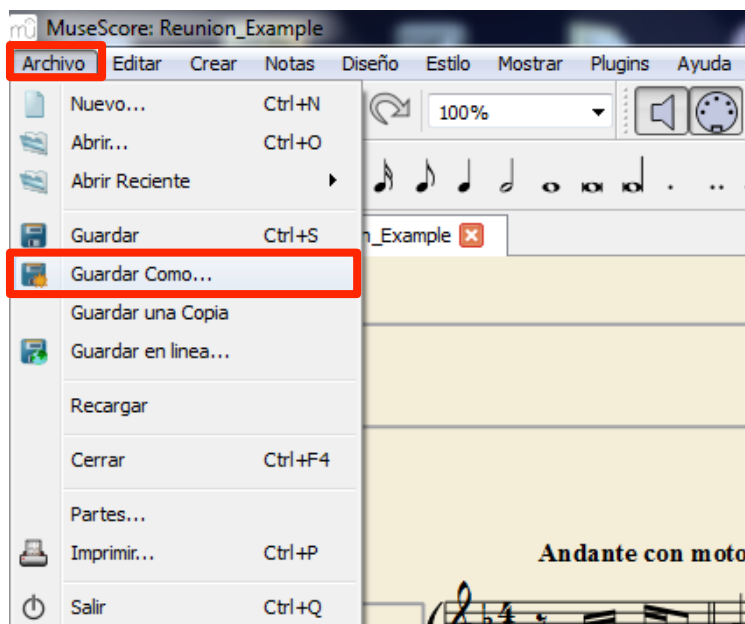 MuseScore: Reunion_Example
Archivo Editar Crear Notas Diseño Estilo Mostrar Plugins Ayuda
Nuevo... Ctrl+N
100%
Abrir... Ctrl+O
Abrir Reciente
Guardar Ctrl+S
n_Example
Guardar Como...
Guardar una Copia
Guardar en linea...
Recargar
Cerrar Ctrl+F4
Partes...
Imprimir... Ctrl+P
Andante con moto
Salir Ctrl+Q